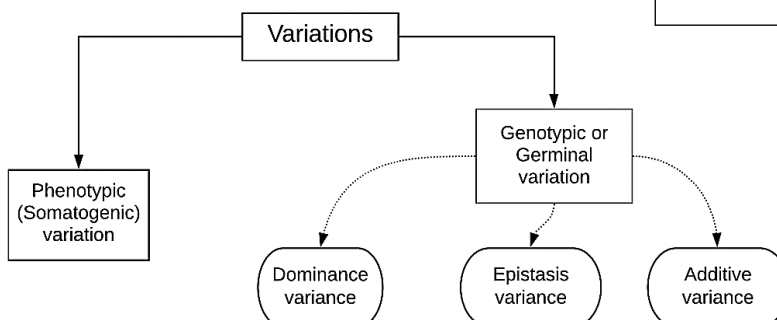 Variations
Genotypic or
Germinal
variation
Phenotypic
(Somatogenic)
variation
Dominance
variance
Epistasis
variance
Additive
variance